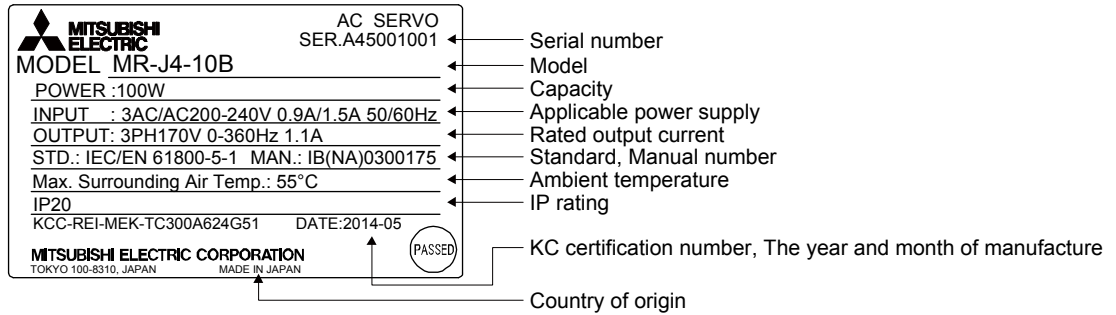 MITSUBISHI
ELECTRIC
AC SERVO
SER.A45001001
Serial number
MODEL MR-J4-10B
Model
POWER :100W
Capacity
INPUT : 3AC/AC200-240V 0.9A/1.5A 50/60Hz
Applicable power supply
OUTPUT: 3PH170V 0-360Hz 1.1A
Rated output current
STD.: IEC/EN 61800-5-1 MAN.: IB(NA)0300175
Standard, Manual number
Max. Surrounding Air Temp.: 55°C
Ambient temperature
IP20
IP rating
KCC-REI-MEK-TC300A624G51 DATE:2014-05
KC certification number, The year and month of manufacture
PASSED
MITSUBISHI ELECTRIC CORPORATION
TOKYO 100-8310, JAPAN MADE IN JAPAN
Country of origin